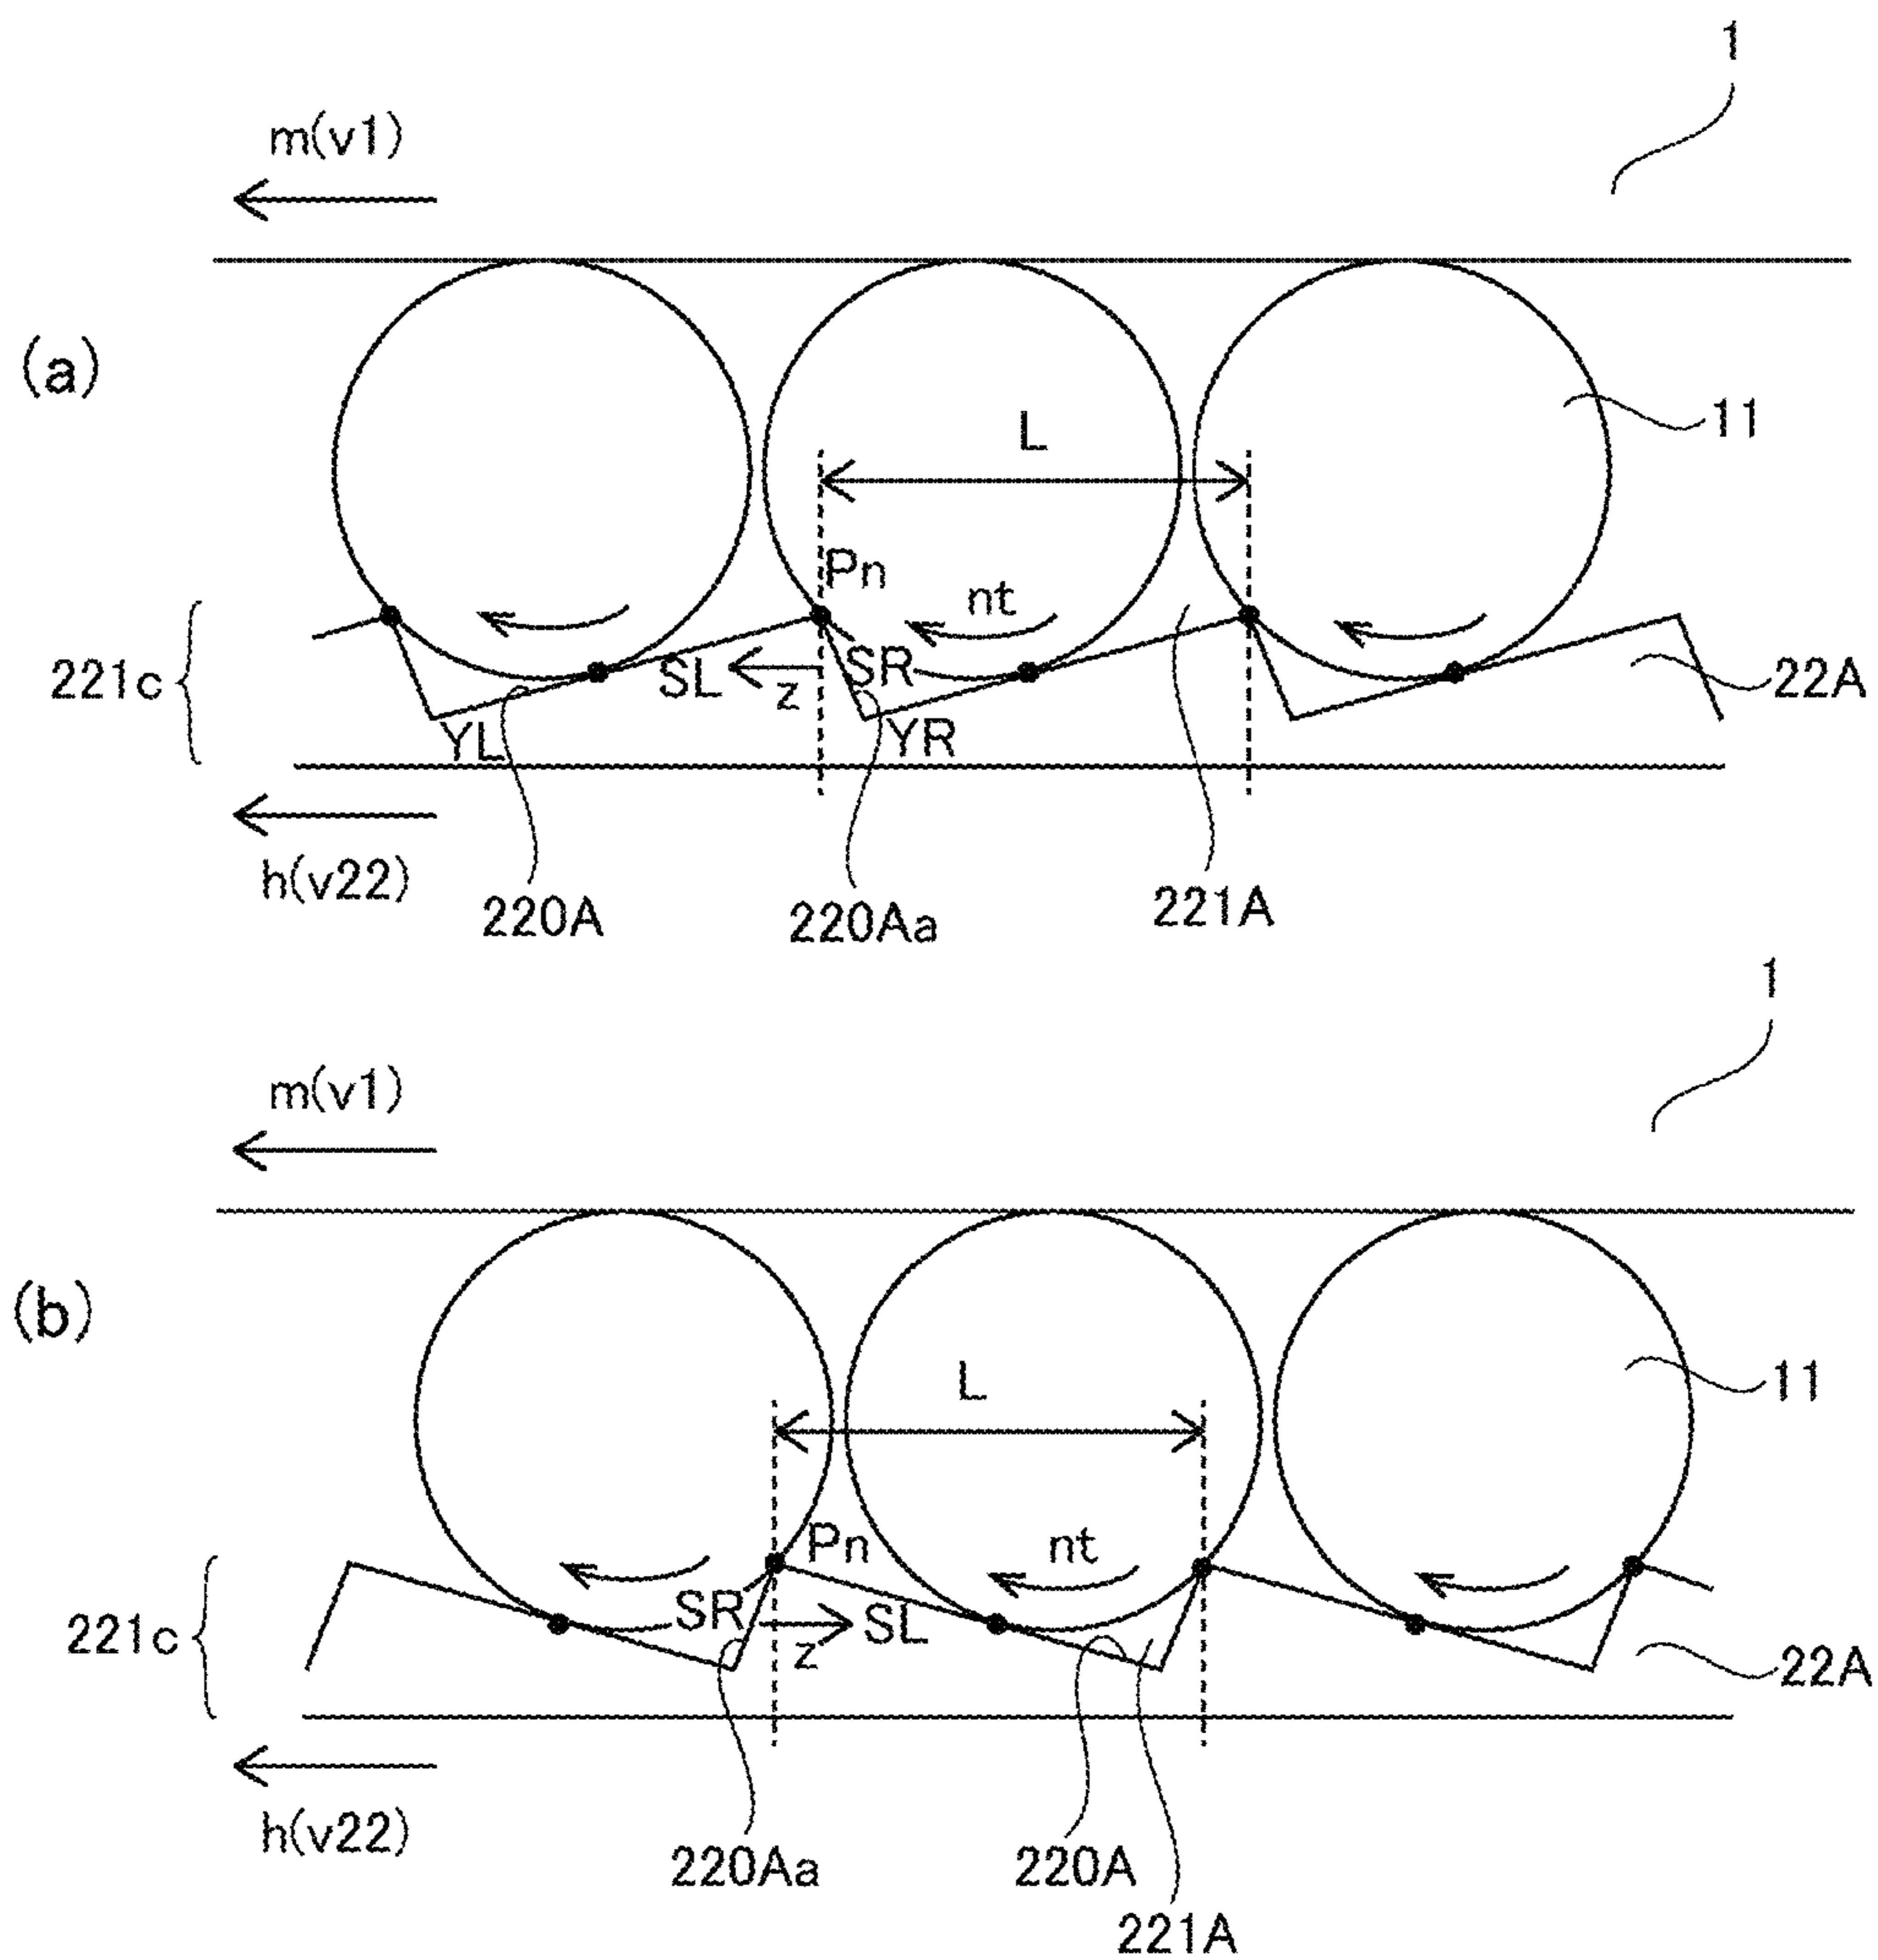 1
m(v1)
(a)
L
11
Pn
nt
221c
SL
z
SR
22A
YL
YR
h(v22)
220A
220Aa
221A
1
m(v1)
(b)
L
11
Pn
nt
221c
SR
z
SL
22A
h(v22)
220Aa
220A
221A